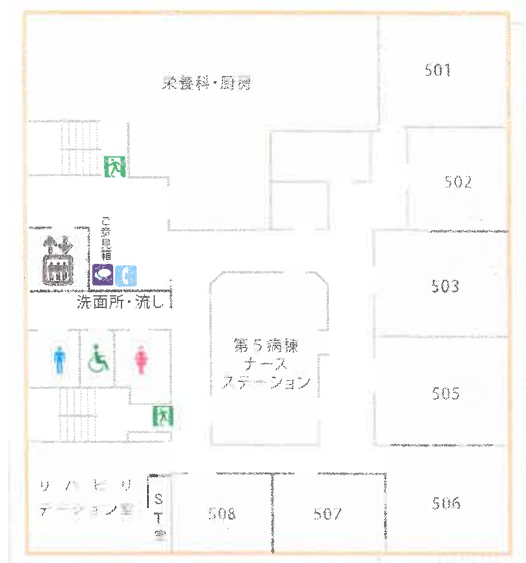 栄養科・厨房
501
502
ご意見箱
503
洗面所・流し
第5病棟
ナース
ステーション
505
リハビリ
テーション室
ST室
508
507
506